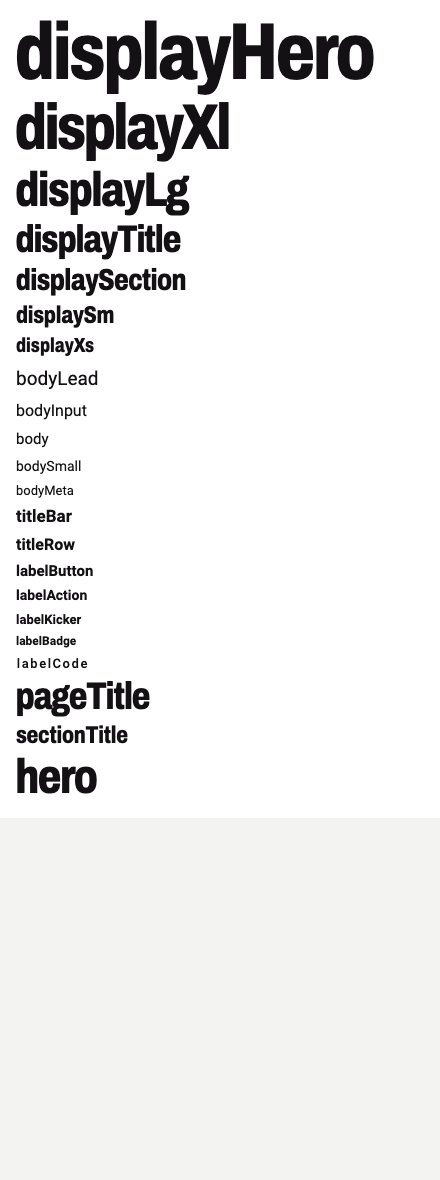 displayHero
displayXl
displayLg
displayTitle
displaySection
displaySm
displayXs
bodyLead
bodyInput
body
bodySmall
bodyMeta
titleBar
titleRow
labelButton
labelAction
labelKicker
labelBadge
labelCode
pageTitle
sectionTitle
hero